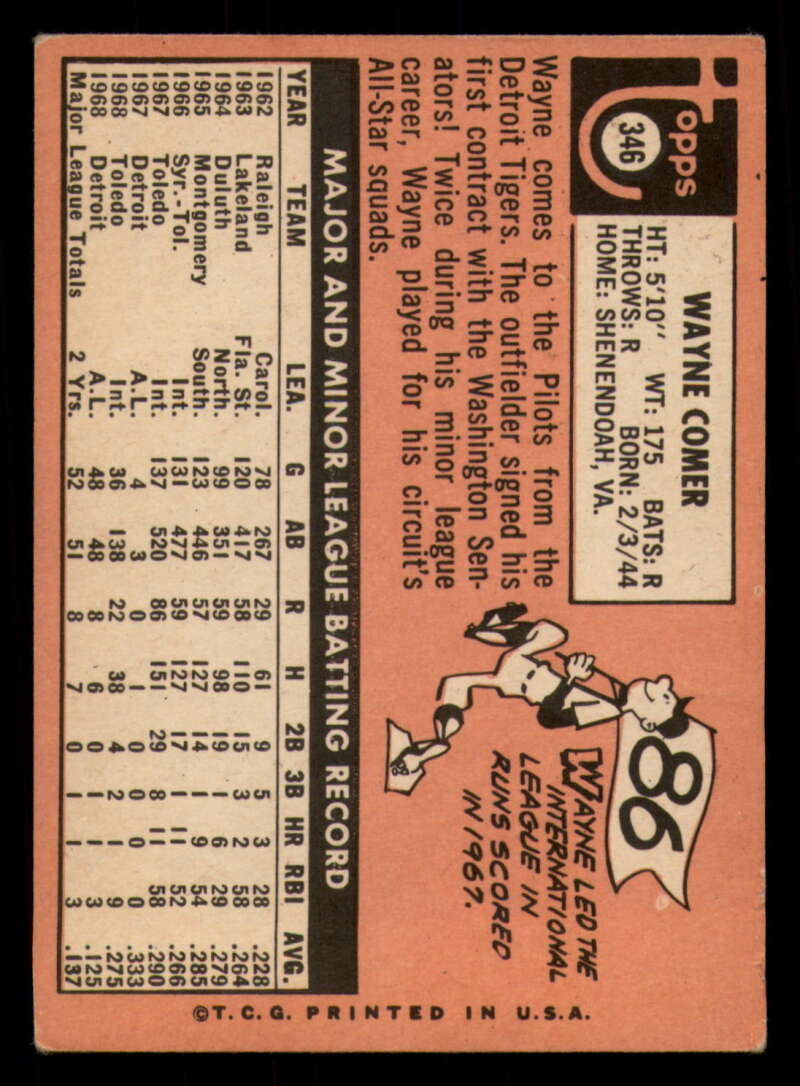 Topps
346
WAYNE COMER
HT: 5'10" WT: 175 BATS: R
THROWS: R BORN: 2/3/44
HOME: SHENENDOAH, VA.
Wayne comes to the Pilots from the
Detroit Tigers. The outfielder signed his
first contract with the Washington Sen-
ators! Twice during his minor league
career, Wayne played for his circuit's
All-Star squads.
86
WAYNE LED THE
INTERNATIONAL
LEAGUE IN
RUNS SCORED
IN 1967.
MAJOR AND MINOR LEAGUE BATTING RECORD
YEAR TEAM LEA. G AB R H 2B 3B HR RBI AVG.
1962 Raleigh Carol. 78 267 29 61 9 5 3 28 .228
1963 Lakeland Fla. St. 120 417 58 110 15 3 2 58 .264
1964 Duluth North. 99 351 59 98 19 1 6 29 .279
1965 Montgomery South. 123 446 57 127 14 1 9 54 .285
1966 Syr.-Tol. Int. 131 477 59 127 17 1 11 52 .266
1967 Toledo Int. 137 520 86 151 29 8 11 58 .290
1967 Detroit A.L. 4 3 0 1 0 0 0 0 .333
1968 Toledo Int. 36 138 22 38 4 2 1 9 .275
1968 Detroit A.L. 48 48 8 6 0 1 1 3 .125
Major League Totals 2 Yrs. 52 51 8 7 0 1 1 3 .137
©T.C.G. PRINTED IN U.S.A.